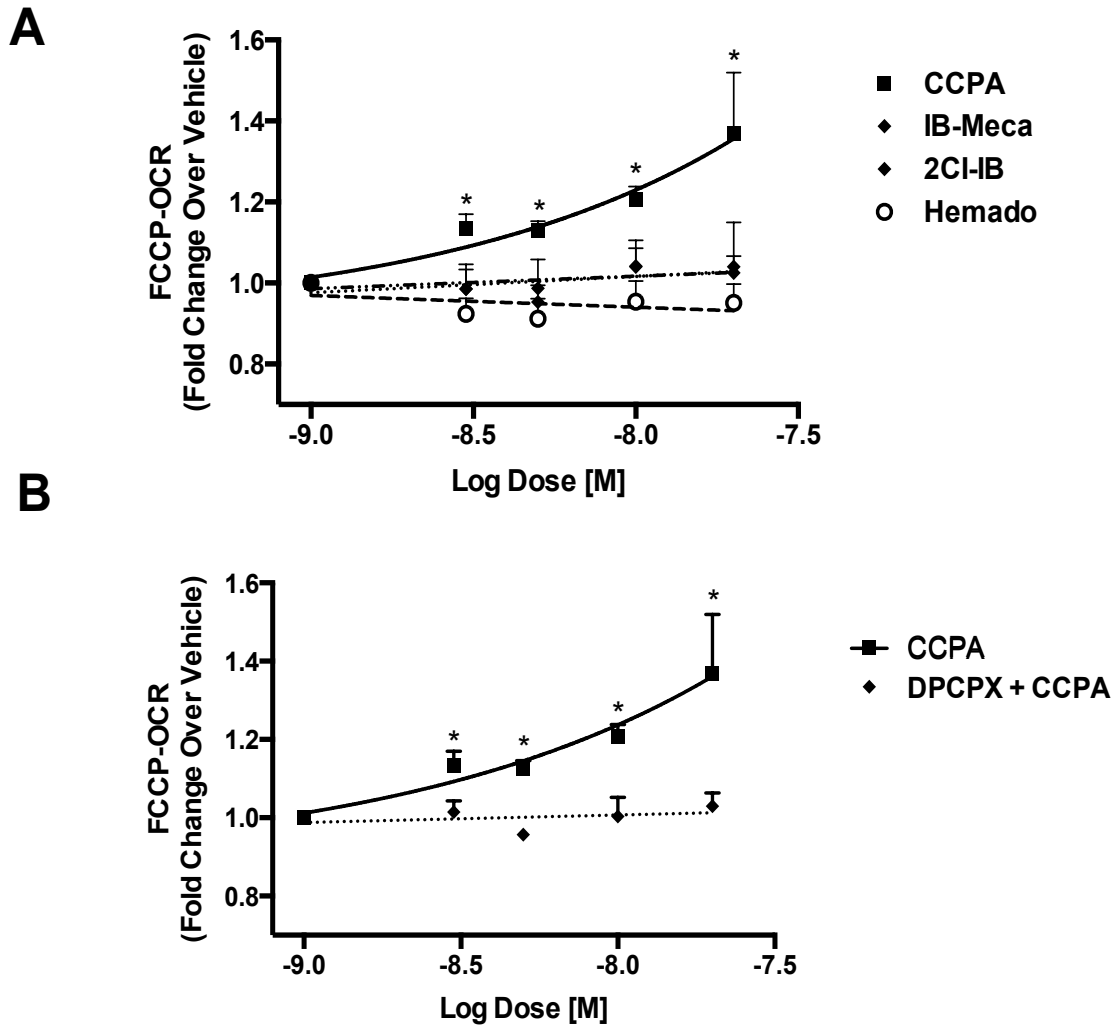 A
FCCP-OCR
(Fold Change Over Vehicle)
1.6
1.4
1.2
1.0
0.8
*
*
*
*
-9.0
-8.5
-8.0
-7.5
Log Dose [M]
CCPA
IB-Meca
2Cl-IB
Hemado
B
FCCP-OCR
(Fold Change Over Vehicle)
1.6
1.4
1.2
1.0
0.8
*
*
*
*
-9.0
-8.5
-8.0
-7.5
Log Dose [M]
CCPA
DPCPX + CCPA